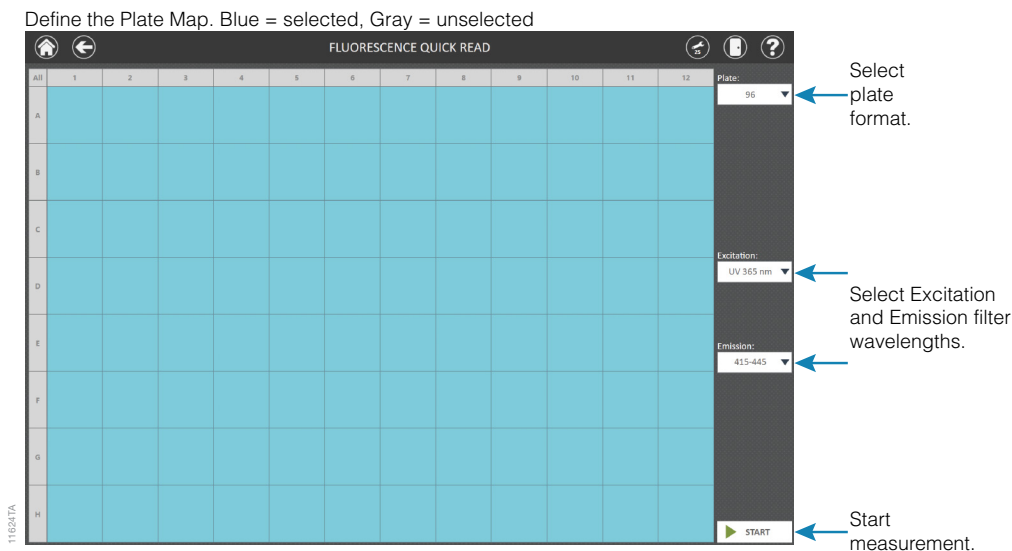 Define the Plate Map. Blue = selected, Gray = unselected
FLUORESCENCE QUICK READ
25
?
All 1 2 3 4 5 6 7 8 9 10 11 12
A
B
C
D
E
F
G
H
Plate:
96
Select
plate
format.
Excitation:
UV 365 nm
Emission:
415-445
Select Excitation
and Emission filter
wavelengths.
START
Start
measurement.
11624TA